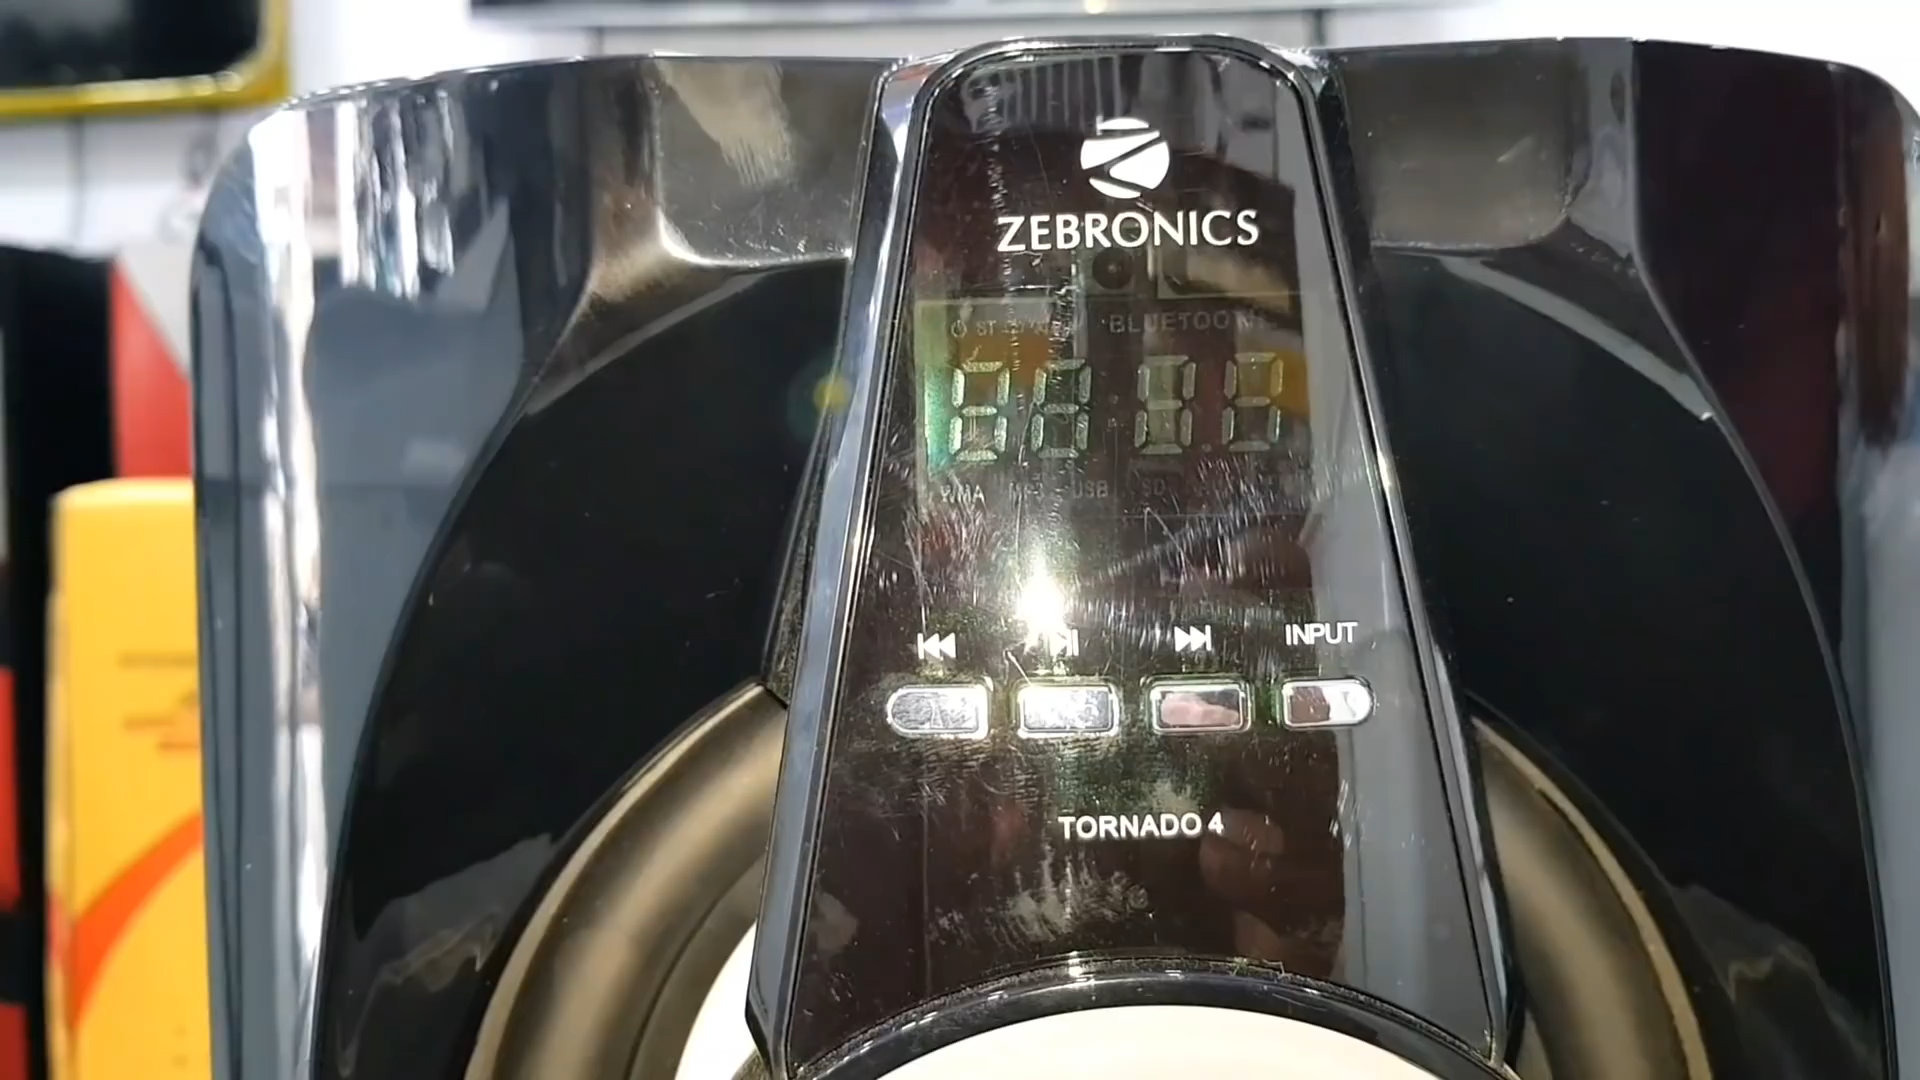 ZEBRONICS
BLUETOOTH
WMA USB SD
INPUT
TORNADO 4